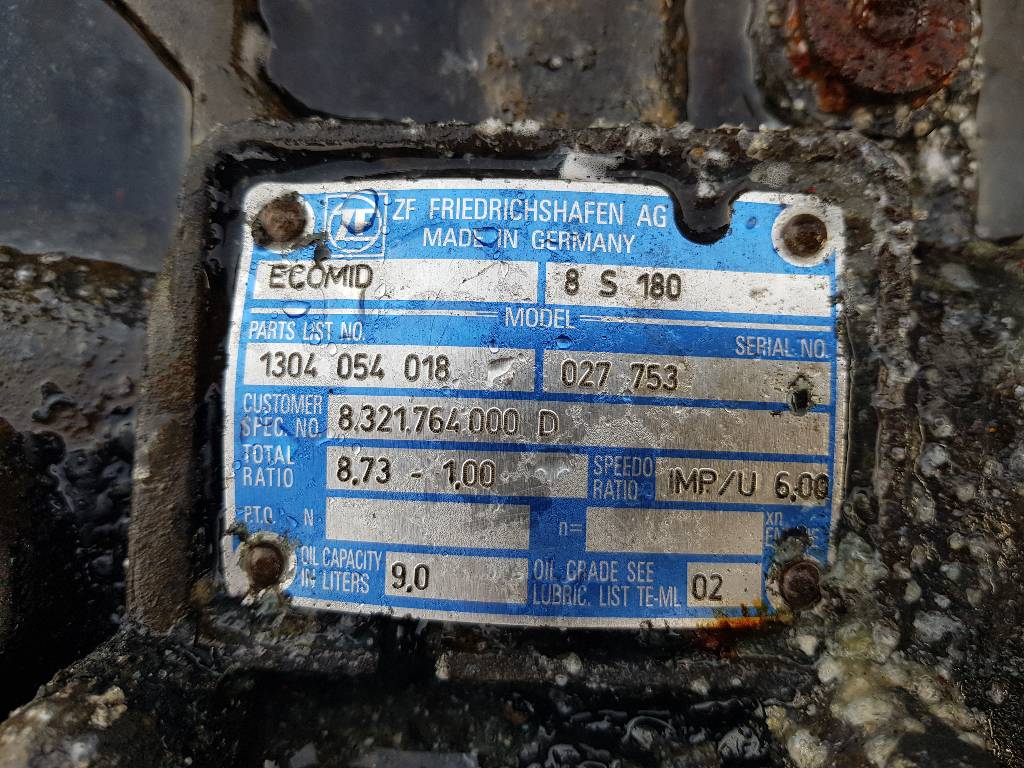 ZF
ZF FRIEDRICHSHAFEN AG
MADE IN GERMANY
ECOMID 8 S 180
MODEL
PARTS LIST NO. SERIAL NO.
1304 054 018 027 753
CUSTOMER
SPEC. NO. 8.321.764.000 D
TOTAL
RATIO 8,73 - 1,00
SPEEDO
RATIO IMP./U 6,00
P.T.O. N n= xn
OIL CAPACITY
IN LITERS 9,0
OIL GRADE SEE
LUBRIC. LIST TE-ML 02